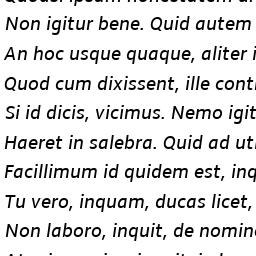 Non igitur bene. Quid autem
An hoc usque quaque, aliter i
Quod cum dixissent, ille cont
Si id dicis, vicimus. Nemo igit
Haeret in salebra. Quid ad ut
Facillimum id quidem est, inq
Tu vero, inquam, ducas licet,
Non laboro, inquit, de nomin